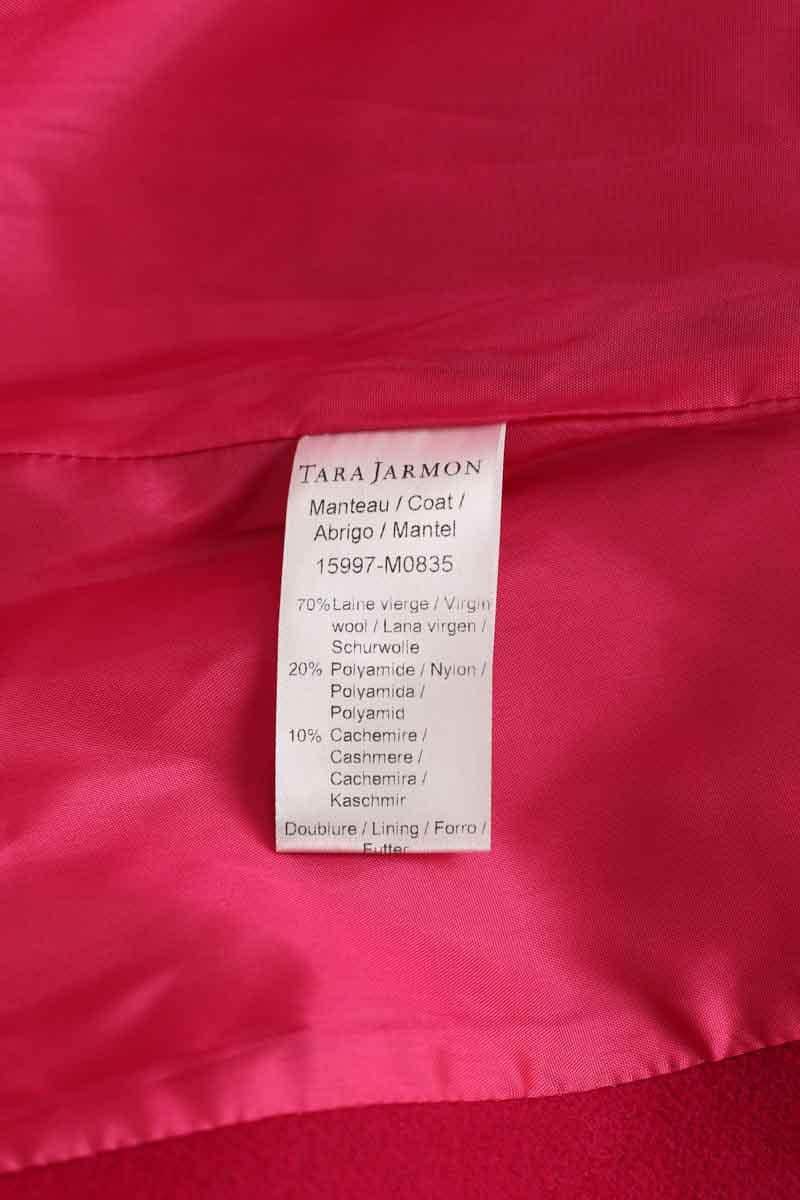 TARA JARMON
Manteau / Coat /
Abrigo / Mantel
15997-M0835
70% Laine vierge / Virgin
wool / Lana virgen /
Schurwolle
20% Polyamide / Nylon /
Polyamida /
Polyamid
10% Cachemire /
Cashmere /
Cachemira /
Kaschmir
Doublure / Lining / Forro /
Futter